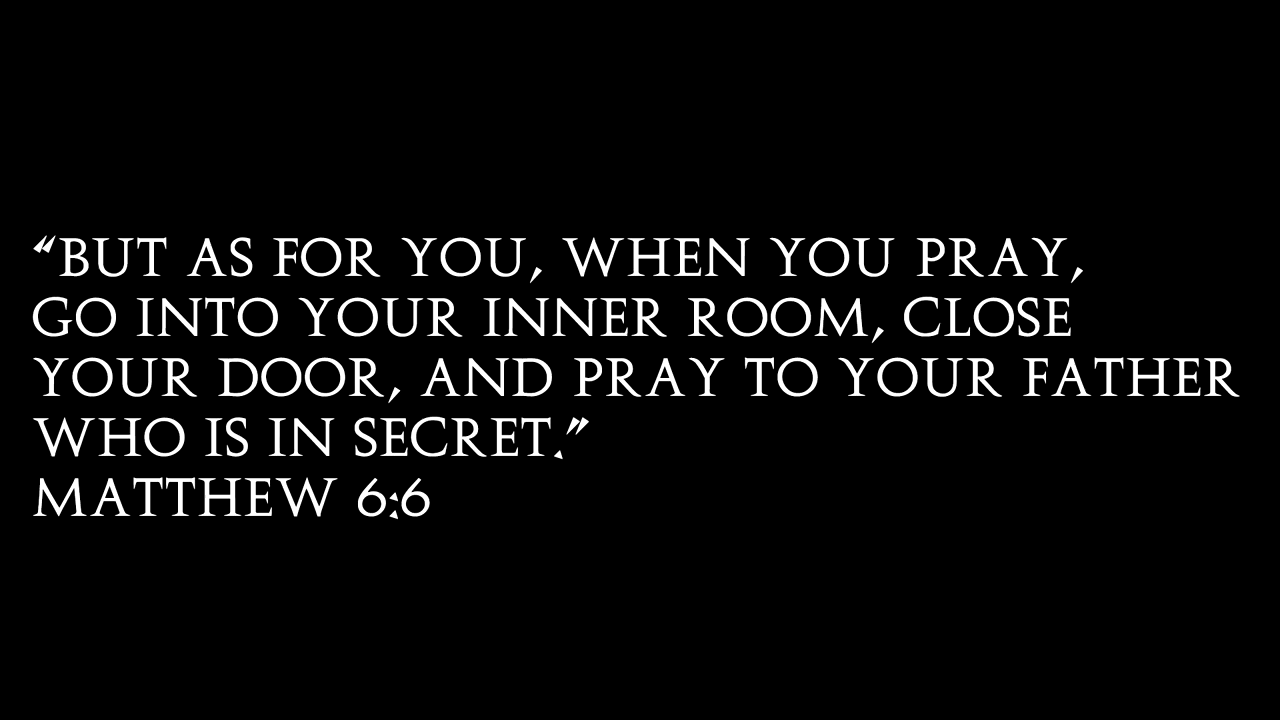 “BUT AS FOR YOU, WHEN YOU PRAY,
GO INTO YOUR INNER ROOM, CLOSE
YOUR DOOR, AND PRAY TO YOUR FATHER
WHO IS IN SECRET.”
MATTHEW 6:6